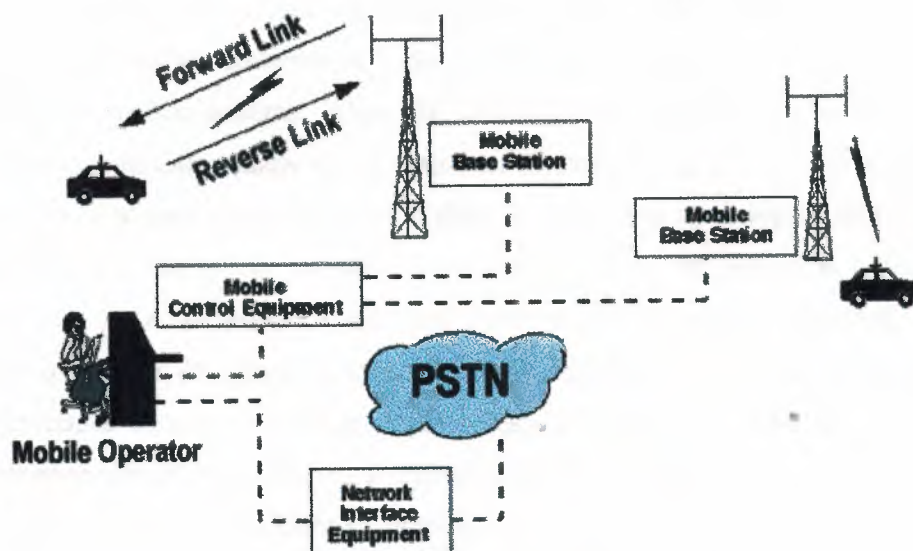 Forward Link
Reverse Link
Mobile
Base Station
Mobile
Base Station
Mobile
Control Equipment
PSTN
Mobile Operator
Network
Interface
Equipment